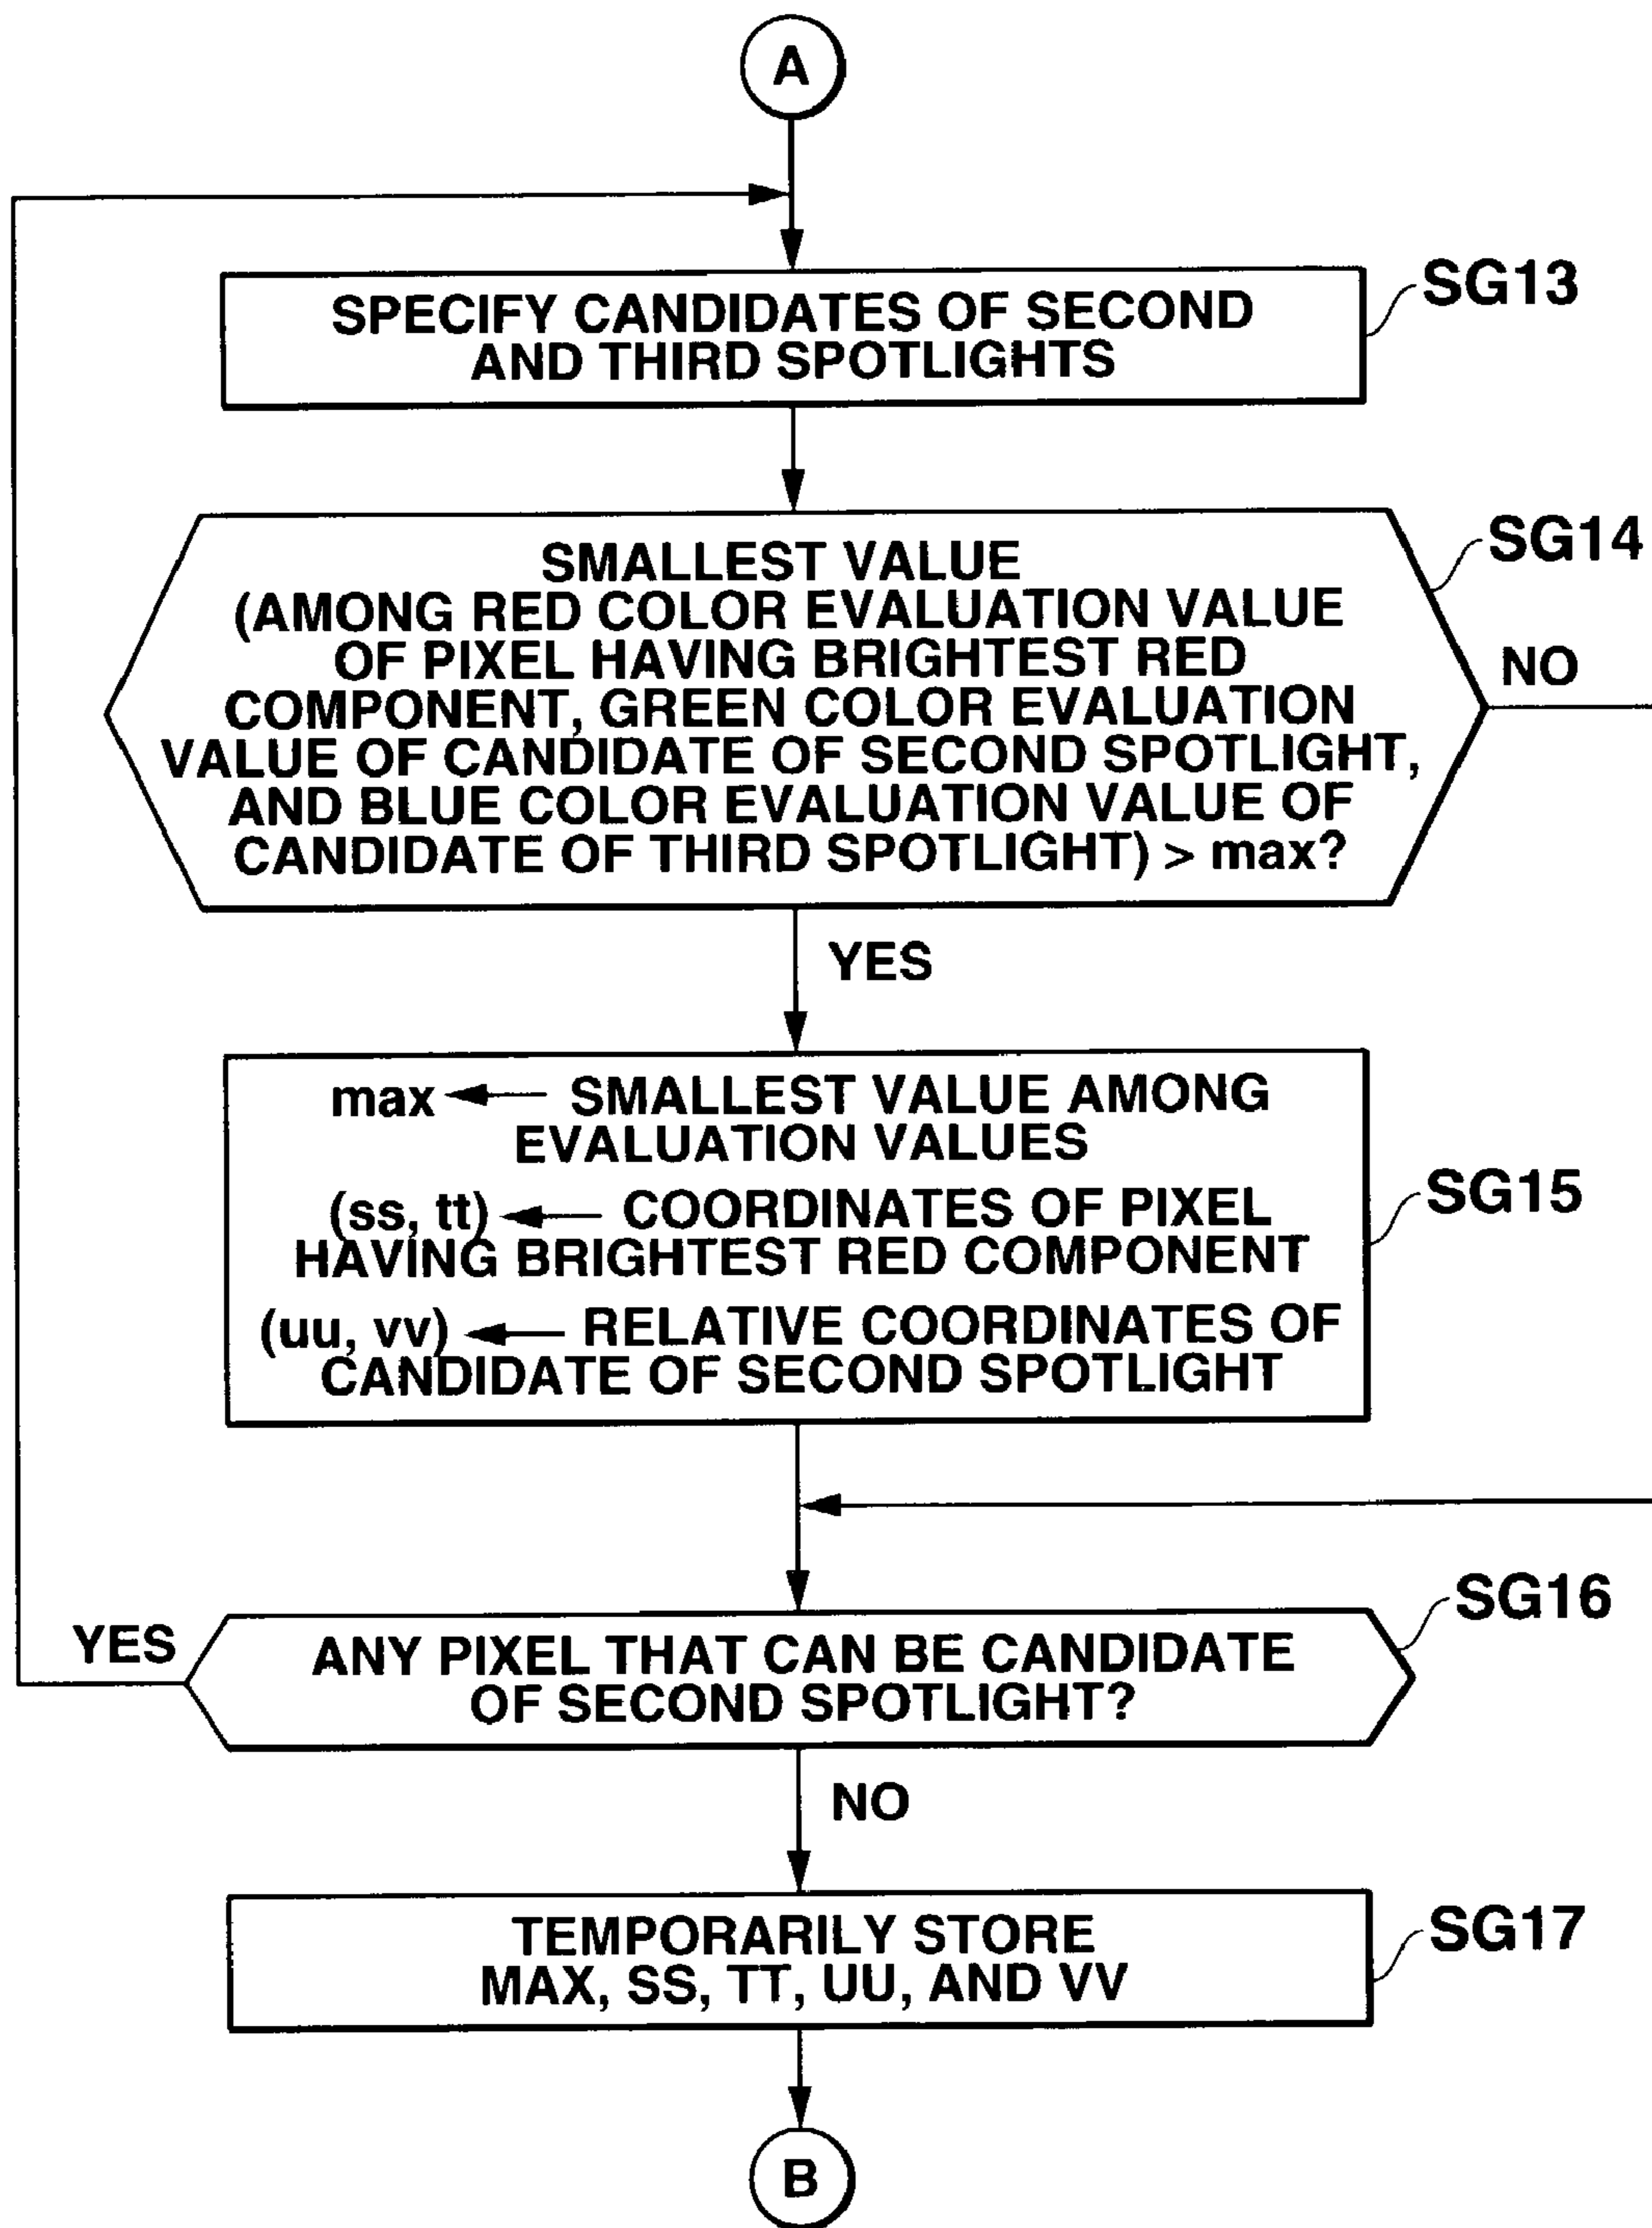 A
SPECIFY CANDIDATES OF SECOND
AND THIRD SPOTLIGHTS
SG13
SMALLEST VALUE
(AMONG RED COLOR EVALUATION VALUE
OF PIXEL HAVING BRIGHTEST RED
COMPONENT, GREEN COLOR EVALUATION
VALUE OF CANDIDATE OF SECOND SPOTLIGHT,
AND BLUE COLOR EVALUATION VALUE OF
CANDIDATE OF THIRD SPOTLIGHT) > max?
SG14
NO
YES
max ← SMALLEST VALUE AMONG
EVALUATION VALUES
(ss, tt) ← COORDINATES OF PIXEL
HAVING BRIGHTEST RED COMPONENT
(uu, vv) ← RELATIVE COORDINATES OF
CANDIDATE OF SECOND SPOTLIGHT
SG15
YES
ANY PIXEL THAT CAN BE CANDIDATE
OF SECOND SPOTLIGHT?
SG16
NO
TEMPORARILY STORE
MAX, SS, TT, UU, AND VV
SG17
B